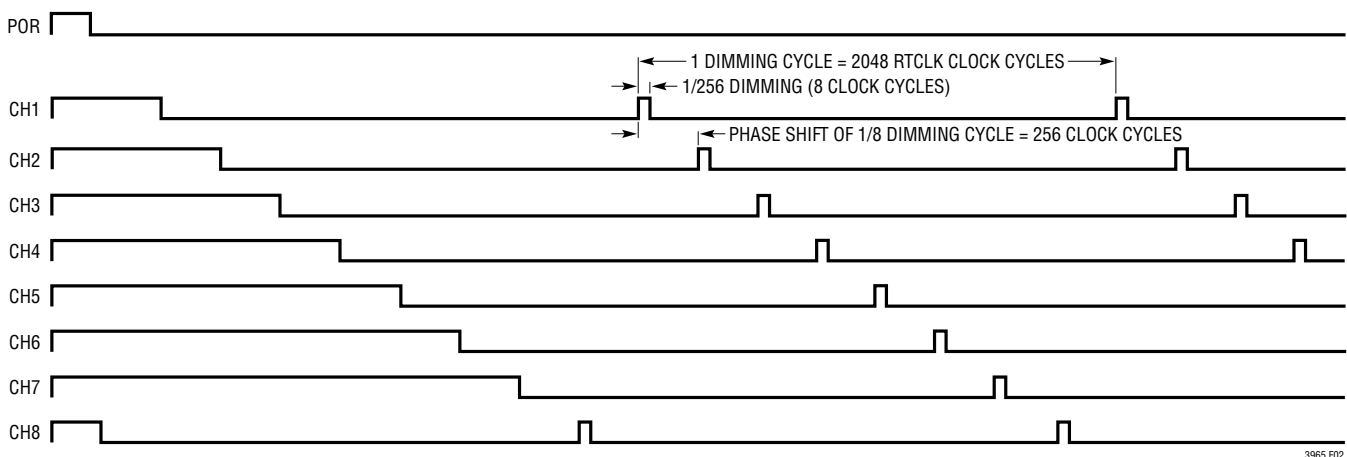 POR
1 DIMMING CYCLE = 2048 RTCLK CLOCK CYCLES
1/256 DIMMING (8 CLOCK CYCLES)
CH1
PHASE SHIFT OF 1/8 DIMMING CYCLE = 256 CLOCK CYCLES
CH2
CH3
CH4
CH5
CH6
CH7
CH8
3965 F02